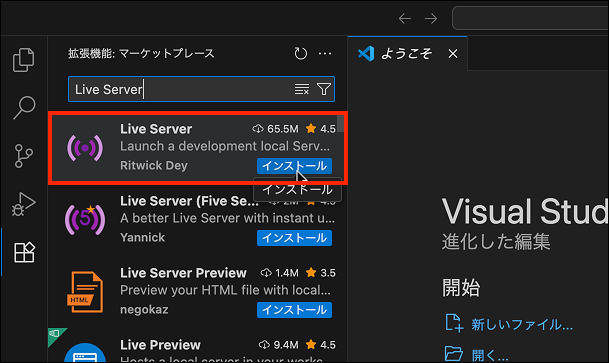 拡張機能: マーケットプレース
ようこそ
Live Server
Live Server 65.5M 4.5
Launch a development local Serv...
Ritwick Dey インストール
インストール
Live Server (Five Se... 4.5
A better Live Server with instant u...
Yannick インストール
Live Server Preview 1.4M 3.5
Preview your HTML file with local...
negokaz インストール
Live Preview 9.4M 4.5
Hosts a local server in your works...
Visual Stud
進化した編集
開始
新しいファイル...
開く...